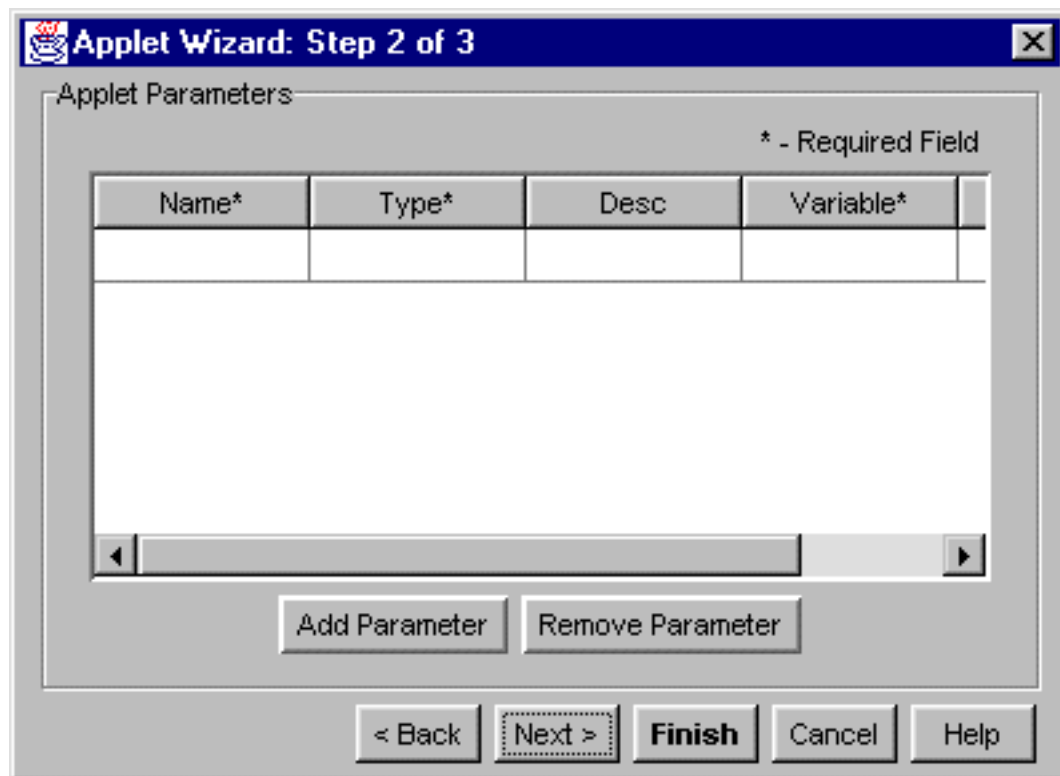 Applet Wizard: Step 2 of 3
Applet Parameters
* - Required Field
Name* Type* Desc Variable*
Add Parameter Remove Parameter
< Back Next > Finish Cancel Help